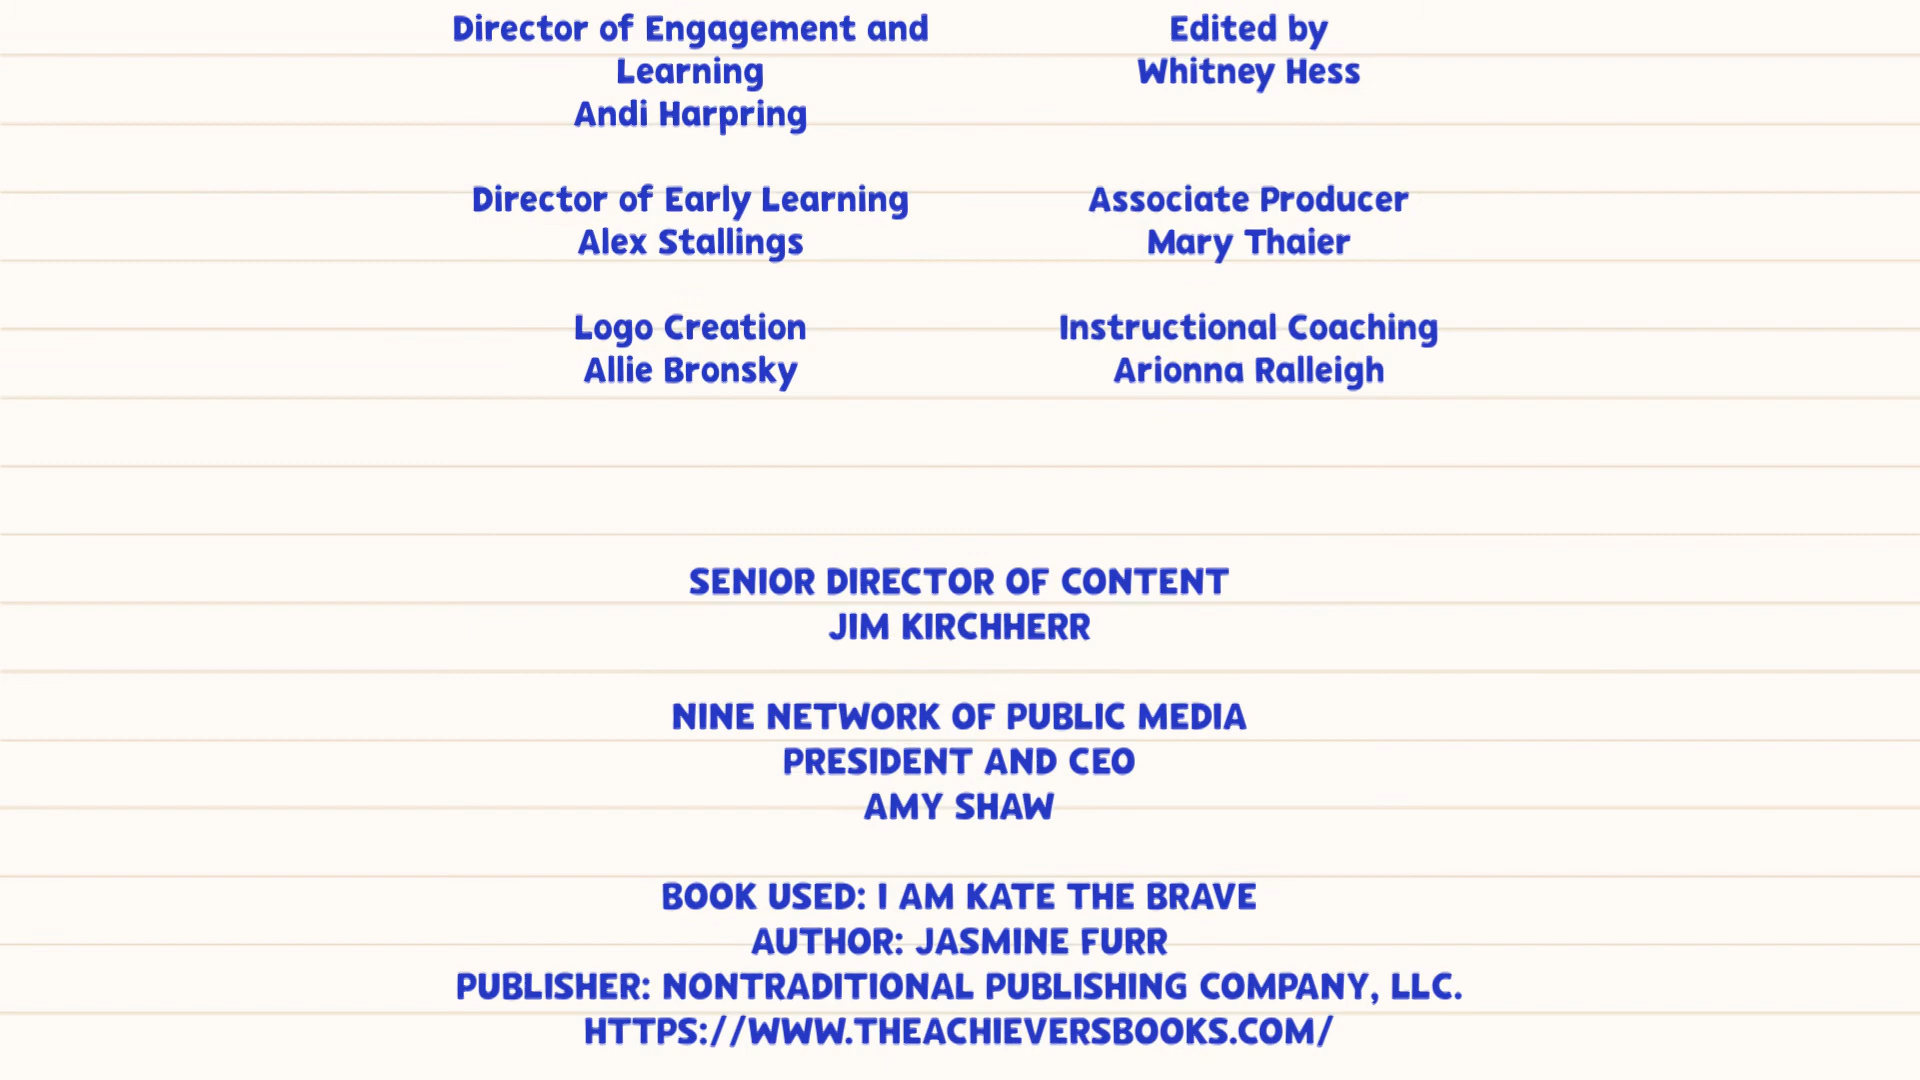 Director of Engagement and
Learning
Andi Harpring
Edited by
Whitney Hess
Director of Early Learning
Alex Stallings
Associate Producer
Mary Thaier
Logo Creation
Allie Bronsky
Instructional Coaching
Arionna Ralleigh
SENIOR DIRECTOR OF CONTENT
JIM KIRCHHERR
NINE NETWORK OF PUBLIC MEDIA
PRESIDENT AND CEO
AMY SHAW
BOOK USED: I AM KATE THE BRAVE
AUTHOR: JASMINE FURR
PUBLISHER: NONTRADITIONAL PUBLISHING COMPANY, LLC.
HTTPS://WWW.THEACHIEVERSBOOKS.COM/